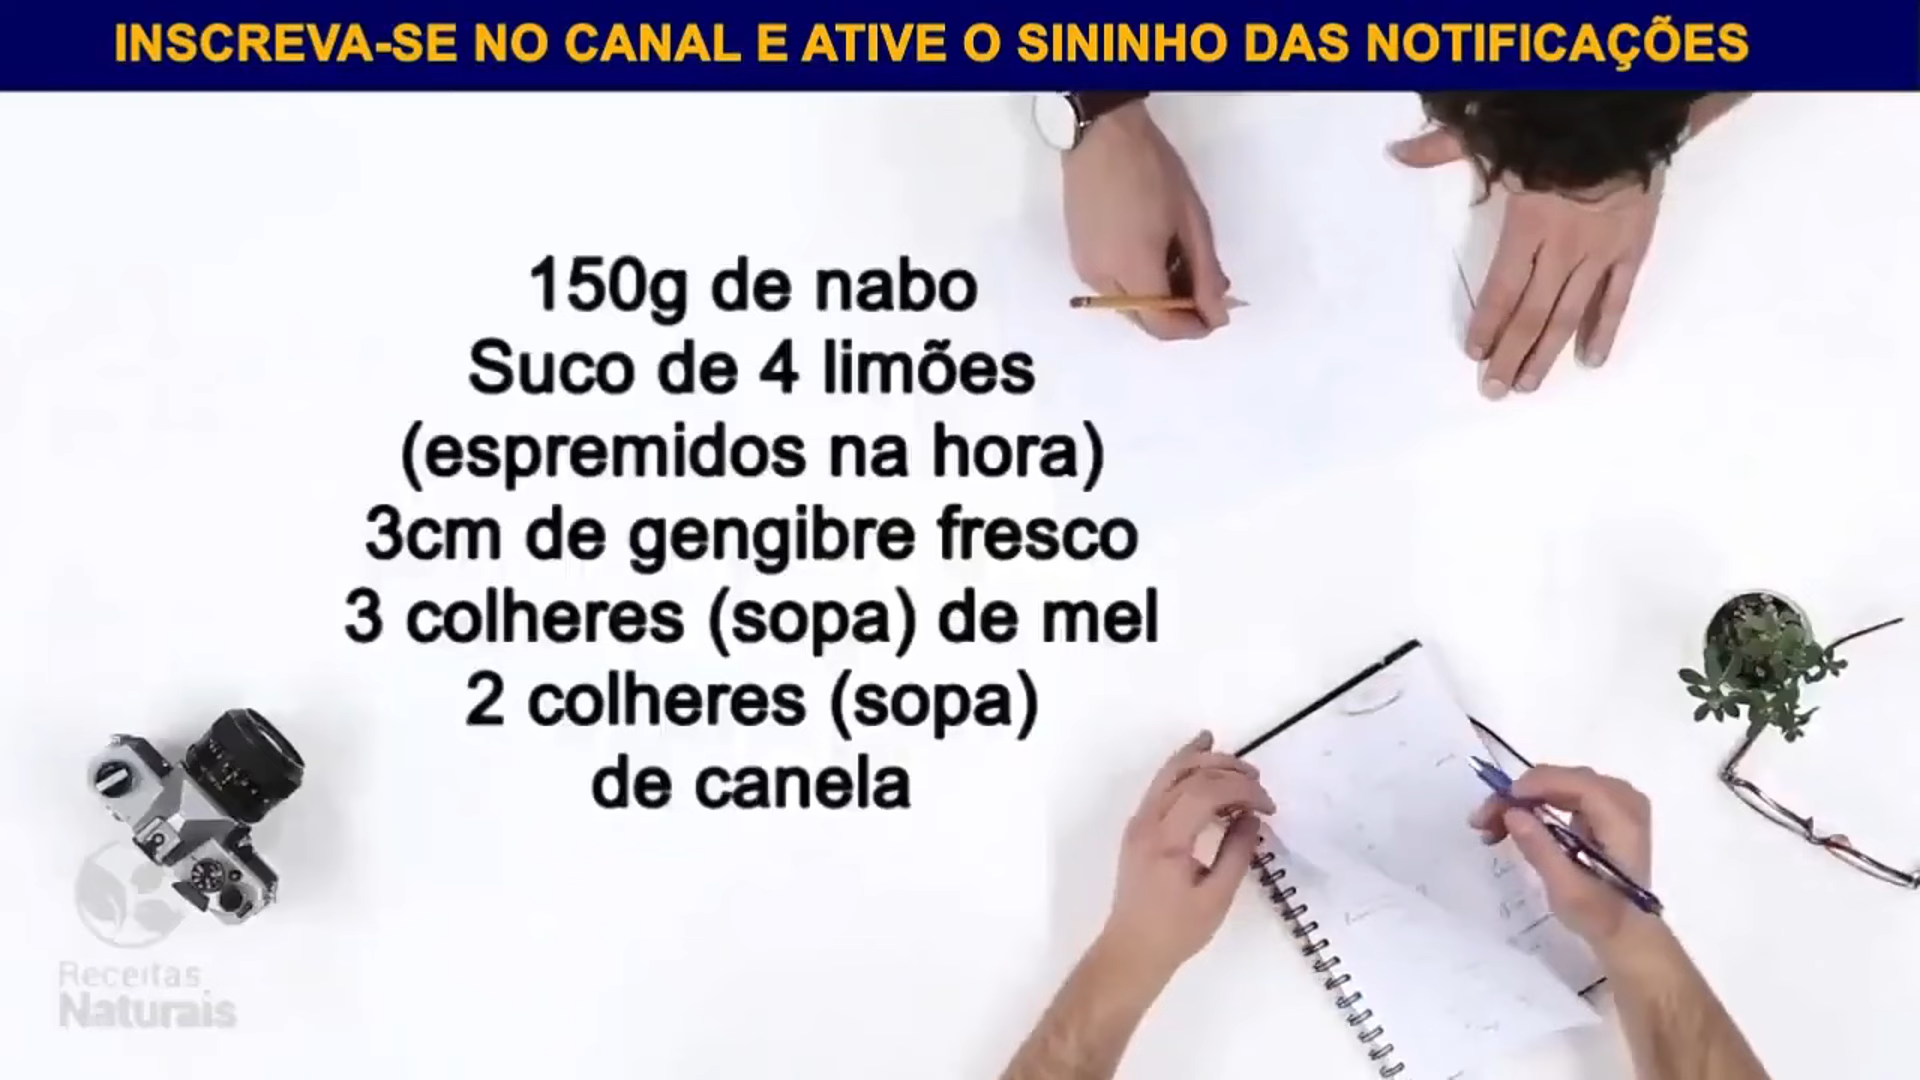 INSCREVA-SE NO CANAL E ATIVE O SININHO DAS NOTIFICAÇÕES
150g de nabo
Suco de 4 limões
(espremidos na hora)
3cm de gengibre fresco
3 colheres (sopa) de mel
2 colheres (sopa)
de canela
Receitas
Naturais